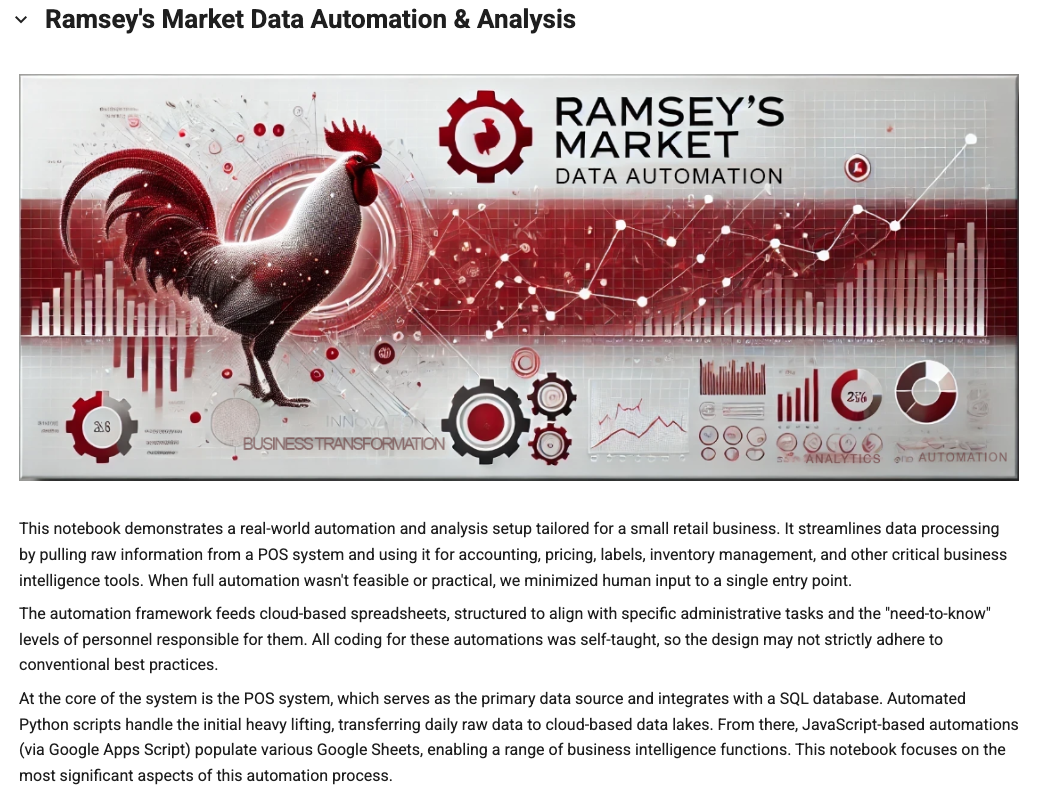 Ramsey's Market Data Automation & Analysis
RAMSEY'S
MARKET
DATA AUTOMATION
INNOV
BUSINESS TRANSFORMATION
ANALYTICS
AUTOMATION
This notebook demonstrates a real-world automation and analysis setup tailored for a small retail business. It streamlines data processing
by pulling raw information from a POS system and using it for accounting, pricing, labels, inventory management, and other critical business
intelligence tools. When full automation wasn't feasible or practical, we minimized human input to a single entry point.
The automation framework feeds cloud-based spreadsheets, structured to align with specific administrative tasks and the "need-to-know"
levels of personnel responsible for them. All coding for these automations was self-taught, so the design may not strictly adhere to
conventional best practices.
At the core of the system is the POS system, which serves as the primary data source and integrates with a SQL database. Automated
Python scripts handle the initial heavy lifting, transferring daily raw data to cloud-based data lakes. From there, JavaScript-based automations
(via Google Apps Script) populate various Google Sheets, enabling a range of business intelligence functions. This notebook focuses on the
most significant aspects of this automation process.